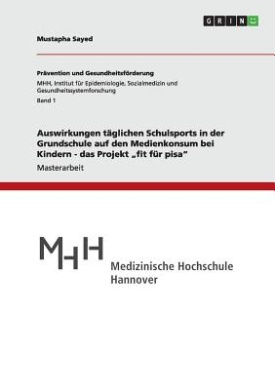 G R I N
Mustapha Sayed
Prävention und Gesundheitsförderung
MHH, Institut für Epidemiologie, Sozialmedizin und
Gesundheitssystemforschung
Band 1
Auswirkungen täglichen Schulsports in der
Grundschule auf den Medienkonsum bei
Kindern - das Projekt „fit für pisa“
Masterarbeit
MHH
Medizinische Hochschule
Hannover